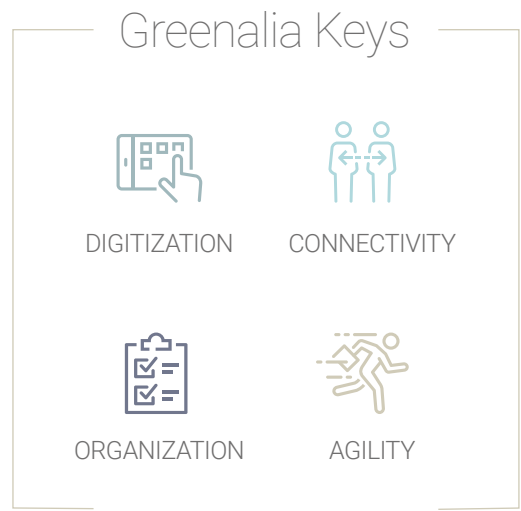 Greenalia Keys
DIGITIZATION
CONNECTIVITY
ORGANIZATION
AGILITY